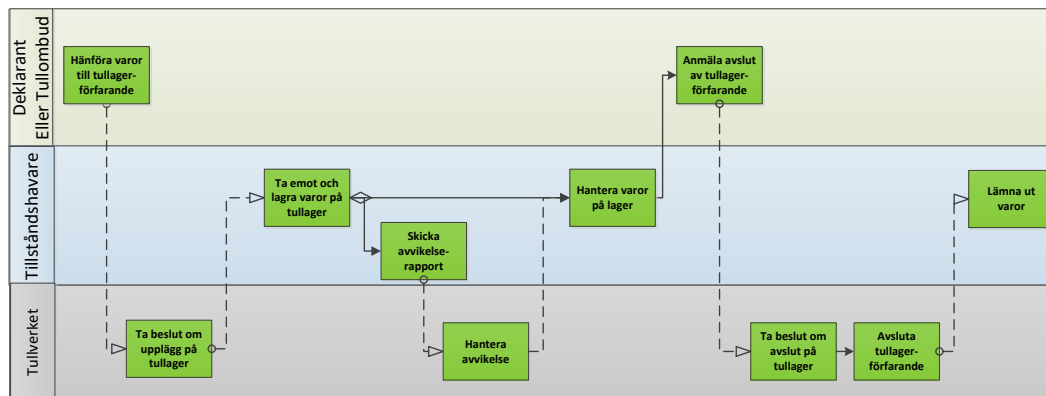 Deklarant
Eller Tullombud
Hänföra varor
till tullager-
förfarande
Anmäla avslut
av tullager-
förfarande
Tillståndshavare
Ta emot och
lagra varor på
tullager
Skicka
avvikelse-
rapport
Hantera varor
på lager
Lämna ut
varor
Tullverket
Ta beslut om
upplägg på
tullager
Hantera
avvikelse
Ta beslut om
avslut på
tullager
Avsluta
tullager-
förfarande